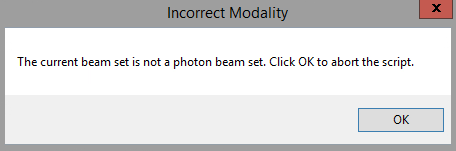 Incorrect Modality
x
The current beam set is not a photon beam set. Click OK to abort the script.
OK